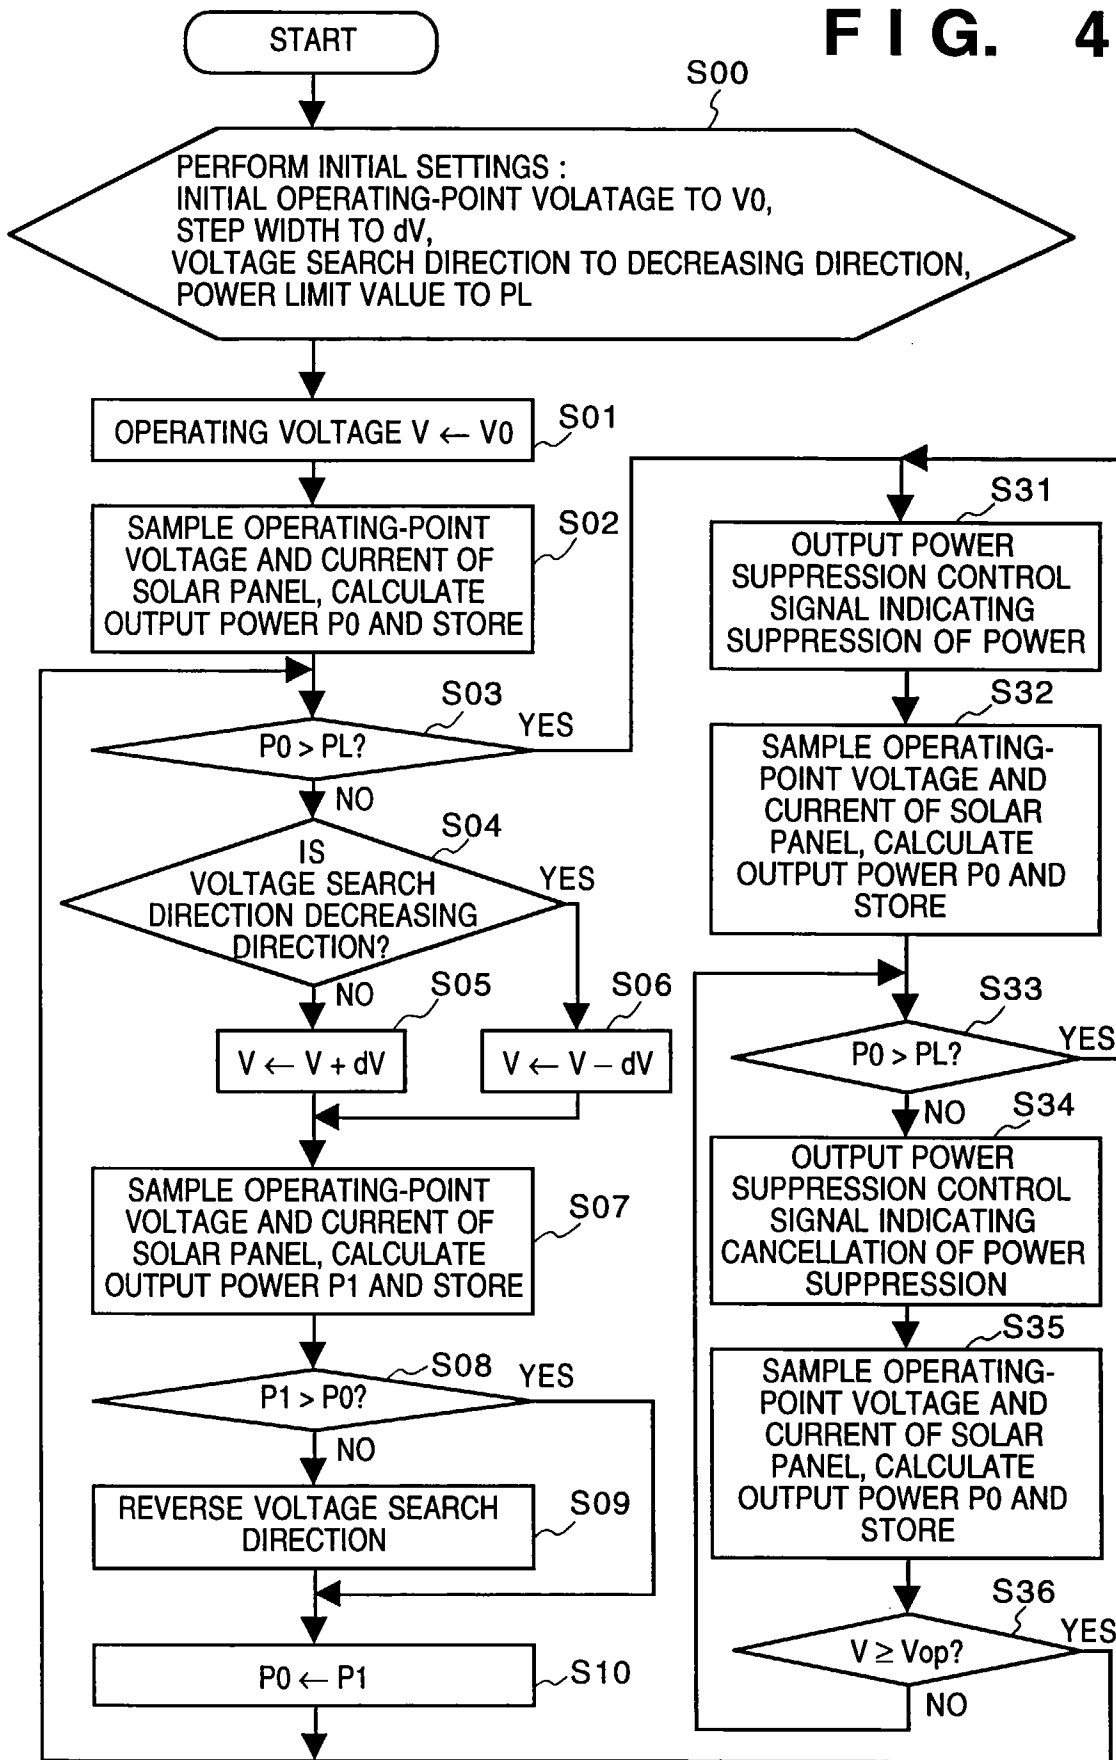 FIG. 4
START
S00
PERFORM INITIAL SETTINGS :
INITIAL OPERATING-POINT VOLATAGE TO V0,
STEP WIDTH TO dV,
VOLTAGE SEARCH DIRECTION TO DECREASING DIRECTION,
POWER LIMIT VALUE TO PL
OPERATING VOLTAGE V ← V0
S01
SAMPLE OPERATING-POINT
VOLTAGE AND CURRENT OF
SOLAR PANEL, CALCULATE
OUTPUT POWER P0 AND STORE
S02
S03
P0 > PL?
YES
NO
S04
IS
VOLTAGE SEARCH
DIRECTION DECREASING
DIRECTION?
YES
NO
S05
V ← V + dV
S06
V ← V – dV
SAMPLE OPERATING-POINT
VOLTAGE AND CURRENT OF
SOLAR PANEL, CALCULATE
OUTPUT POWER P1 AND STORE
S07
S08
P1 > P0?
YES
NO
REVERSE VOLTAGE SEARCH
DIRECTION
S09
P0 ← P1
S10
S31
OUTPUT POWER
SUPPRESSION CONTROL
SIGNAL INDICATING
SUPPRESSION OF POWER
S32
SAMPLE OPERATING-
POINT VOLTAGE AND
CURRENT OF SOLAR
PANEL, CALCULATE
OUTPUT POWER P0 AND
STORE
S33
P0 > PL?
YES
NO
S34
OUTPUT POWER
SUPPRESSION CONTROL
SIGNAL INDICATING
CANCELLATION OF POWER
SUPPRESSION
S35
SAMPLE OPERATING-
POINT VOLTAGE AND
CURRENT OF SOLAR
PANEL, CALCULATE
OUTPUT POWER P0 AND
STORE
S36
V ≥ Vop?
YES
NO